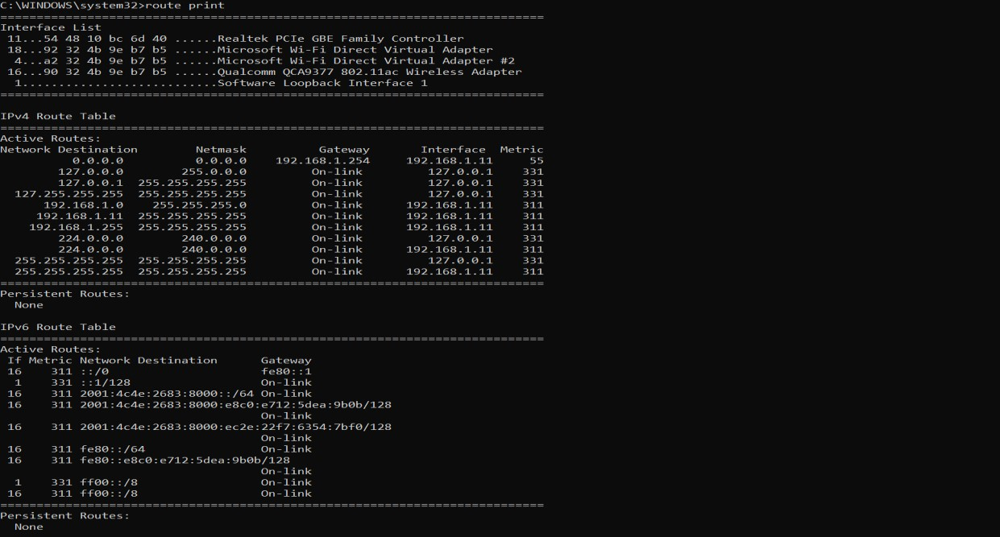 C:\WINDOWS\system32>route print
===========================================================================
Interface List
 11...54 48 10 bc 6d 40 ......Realtek PCIe GBE Family Controller
 18...92 32 4b 9e b7 b5 ......Microsoft Wi-Fi Direct Virtual Adapter
  4...a2 32 4b 9e b7 b5 ......Microsoft Wi-Fi Direct Virtual Adapter #2
 16...90 32 4b 9e b7 b5 ......Qualcomm QCA9377 802.11ac Wireless Adapter
  1...........................Software Loopback Interface 1
===========================================================================

IPv4 Route Table
===========================================================================
Active Routes:
Network Destination        Netmask          Gateway       Interface  Metric
          0.0.0.0          0.0.0.0    192.168.1.254     192.168.1.11     55
        127.0.0.0        255.0.0.0         On-link         127.0.0.1    331
        127.0.0.1  255.255.255.255         On-link         127.0.0.1    331
  127.255.255.255  255.255.255.255         On-link         127.0.0.1    331
      192.168.1.0    255.255.255.0         On-link      192.168.1.11    311
     192.168.1.11  255.255.255.255         On-link      192.168.1.11    311
    192.168.1.255  255.255.255.255         On-link      192.168.1.11    311
        224.0.0.0        240.0.0.0         On-link         127.0.0.1    331
        224.0.0.0        240.0.0.0         On-link      192.168.1.11    311
  255.255.255.255  255.255.255.255         On-link         127.0.0.1    331
  255.255.255.255  255.255.255.255         On-link      192.168.1.11    311
===========================================================================
Persistent Routes:
  None

IPv6 Route Table
===========================================================================
Active Routes:
 If Metric Network Destination      Gateway
 16    311 ::/0                     fe80::1
  1    331 ::1/128                  On-link
 16    311 2001:4c4e:2683:8000::/64 On-link
 16    311 2001:4c4e:2683:8000:e8c0:e712:5dea:9b0b/128
                                    On-link
 16    311 2001:4c4e:2683:8000:ec2e:22f7:6354:7bf0/128
                                    On-link
 16    311 fe80::/64                On-link
 16    311 fe80::e8c0:e712:5dea:9b0b/128
                                    On-link
  1    331 ff00::/8                 On-link
 16    311 ff00::/8                 On-link
===========================================================================
Persistent Routes:
  None